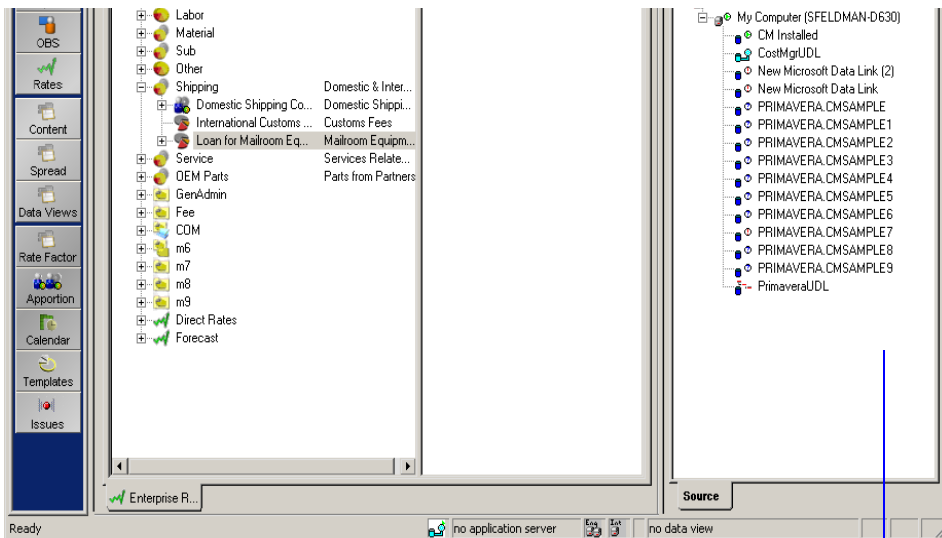 OBS
Rates
Content
Spread
Data Views
Rate Factor
Apportion
Calendar
Templates
Issues
Labor
Material
Sub
Other
Shipping Domestic & Inter...
Domestic Shipping Co... Domestic Shippi...
International Customs ... Customs Fees
Loan for Mailroom Eq... Mailroom Equipm...
Service Services Relate...
OEM Parts Parts from Partners
GenAdmin
Fee
COM
m6
m7
m8
m9
Direct Rates
Forecast
Enterprise R...
My Computer (SFELDMAN-D630)
CM Installed
CostMgrUDL
New Microsoft Data Link (2)
New Microsoft Data Link
PRIMAVERA.CMSAMPLE
PRIMAVERA.CMSAMPLE1
PRIMAVERA.CMSAMPLE2
PRIMAVERA.CMSAMPLE3
PRIMAVERA.CMSAMPLE4
PRIMAVERA.CMSAMPLE5
PRIMAVERA.CMSAMPLE6
PRIMAVERA.CMSAMPLE7
PRIMAVERA.CMSAMPLE8
PRIMAVERA.CMSAMPLE9
PrimaveraUDL
Source
Ready no application server Eng Int no data view